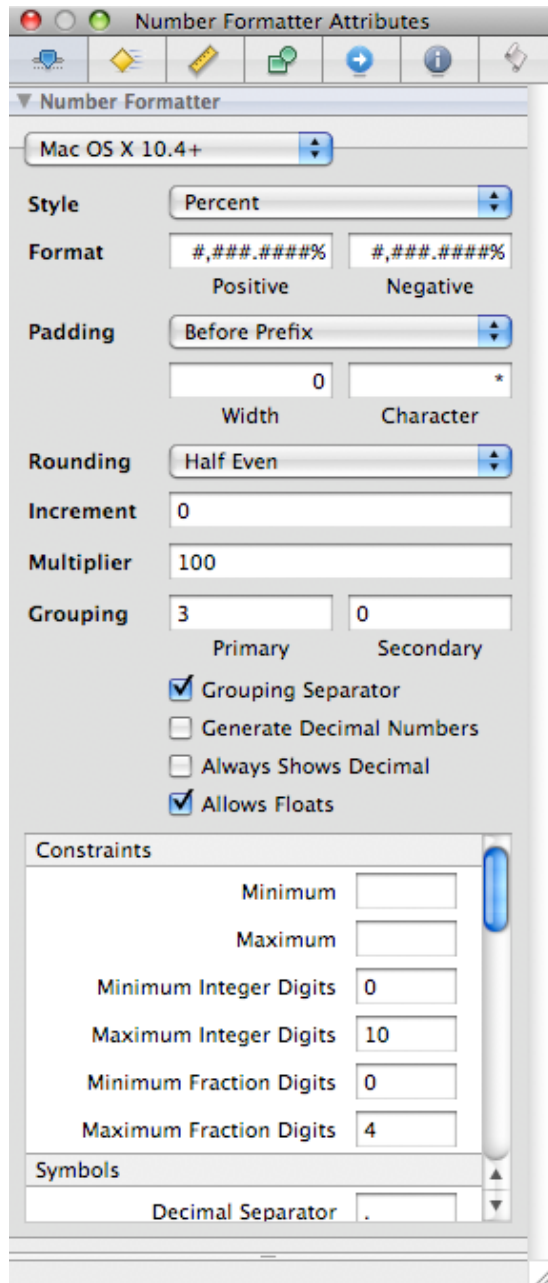 Number Formatter Attributes
Number Formatter
Mac OS X 10.4+
Style Percent
Format #,###.####% #,###.####%
Positive Negative
Padding Before Prefix
0 *
Width Character
Rounding Half Even
Increment 0
Multiplier 100
Grouping 3 0
Primary Secondary
Grouping Separator
Generate Decimal Numbers
Always Shows Decimal
Allows Floats
Constraints
Minimum
Maximum
Minimum Integer Digits 0
Maximum Integer Digits 10
Minimum Fraction Digits 0
Maximum Fraction Digits 4
Symbols
Decimal Separator .